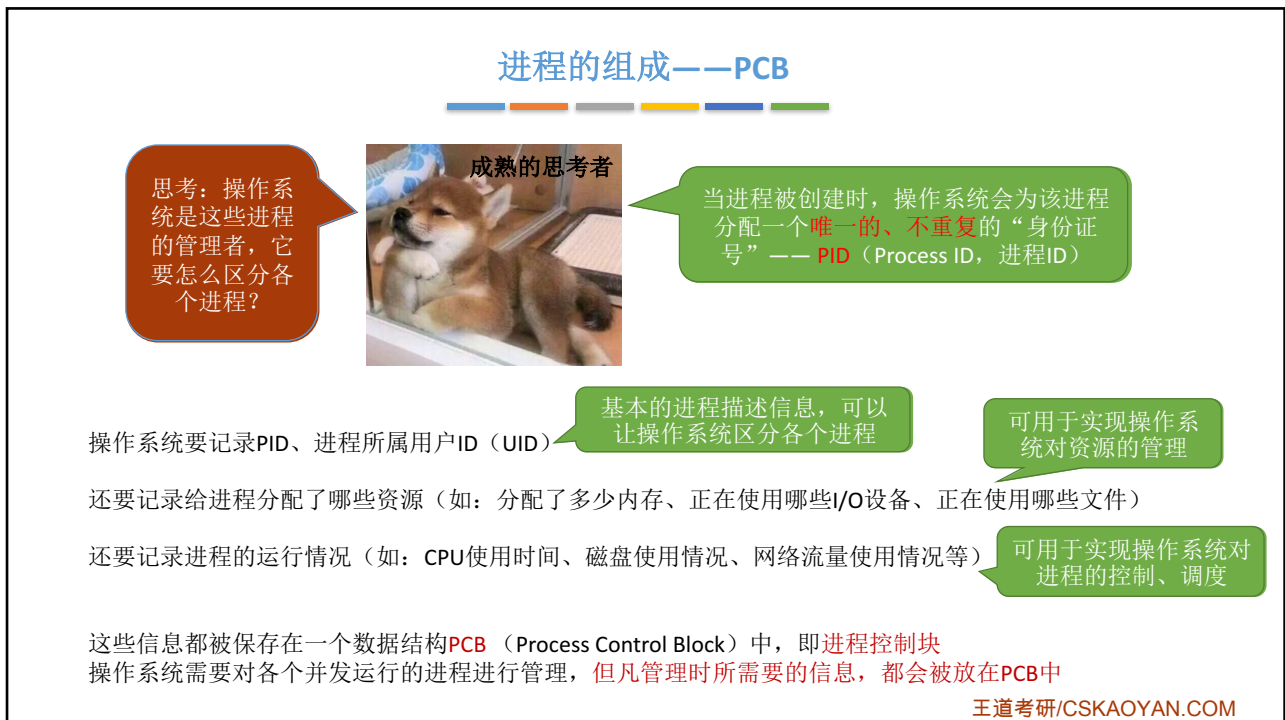 进程的组成——PCB
思考：操作系
统是这些进程
的管理者，它
要怎么区分各
个进程？
成熟的思考者
当进程被创建时，操作系统会为该进程
分配一个唯一的、不重复的“身份证
号”—— PID（Process ID，进程ID）
基本的进程描述信息，可以
让操作系统区分各个进程
操作系统要记录PID、进程所属用户ID（UID）
可用于实现操作系
统对资源的管理
还要记录给进程分配了哪些资源（如：分配了多少内存、正在使用哪些I/O设备、正在使用哪些文件）
还要记录进程的运行情况（如：CPU使用时间、磁盘使用情况、网络流量使用情况等）
可用于实现操作系统对
进程的控制、调度
这些信息都被保存在一个数据结构PCB （Process Control Block）中，即进程控制块
操作系统需要对各个并发运行的进程进行管理，但凡管理时所需要的信息，都会被放在PCB中
王道考研/CSKAOYAN.COM